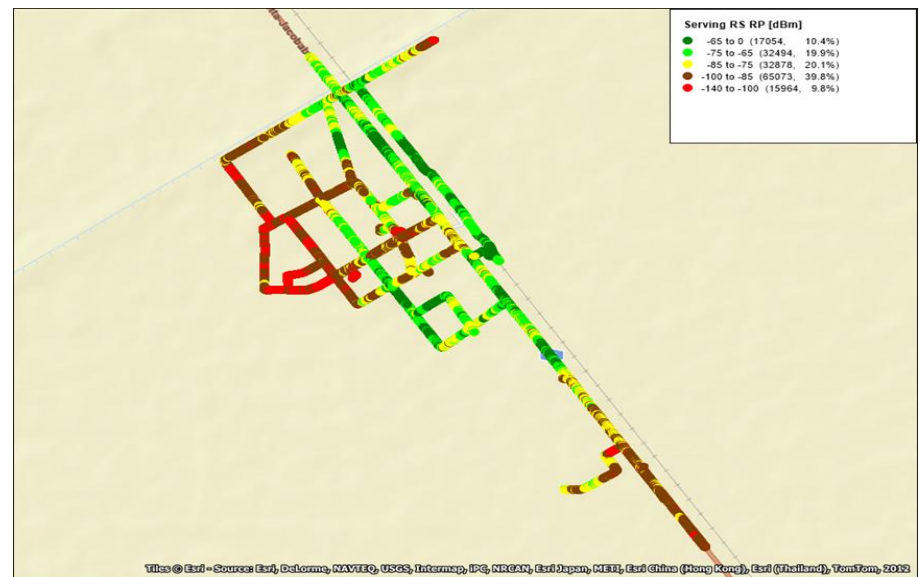 Serving RS RP [dBm]
-65 to 0 (17054, 10.4%)
-75 to -65 (32494, 19.9%)
-85 to -75 (32878, 20.1%)
-100 to -85 (65073, 39.8%)
-140 to -100 (15964, 9.8%)
Tiles © Esri - Source: Esri, DeLorme, NAVTEQ, USGS, Intermap, iPC, NRCAN, Esri Japan, METI, Esri China (Hong Kong), Esri (Thailand), TomTom, 2012